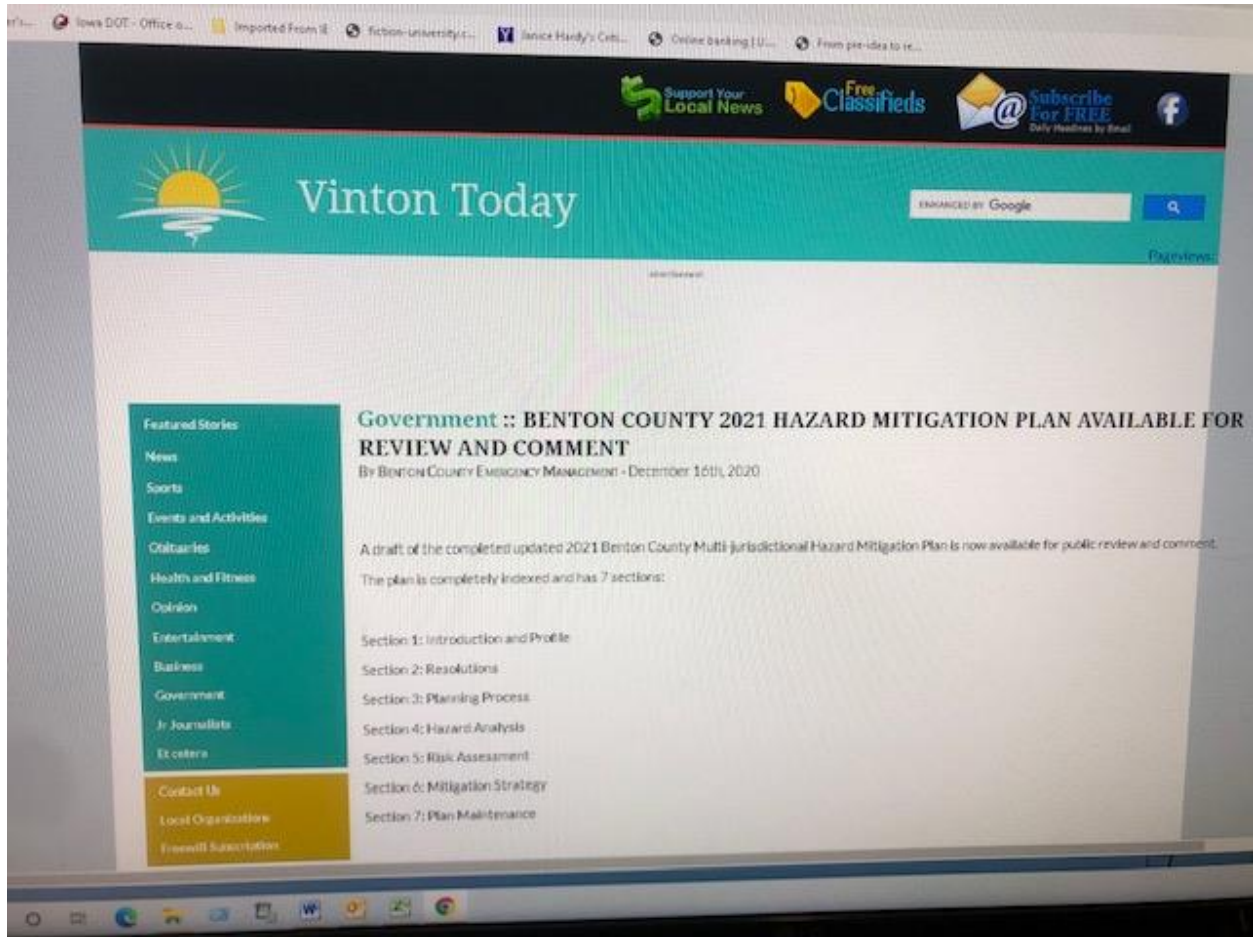 Iowa DOT - Office o...
Imported From IE
fiction-university.c...
Janice Hardy's Criti...
Online banking | U...
From pre-idea to re...
Support Your
Local News
Free
Classifieds
Subscribe
For FREE
Daily Headlines by Email
Vinton Today
ENHANCED BY Google
Pageviews:
advertisement
Featured Stories
News
Sports
Events and Activities
Obituaries
Health and Fitness
Opinion
Entertainment
Business
Government
Jr Journalists
Et cetera
Contact Us
Local Organizations
Freewill Subscription
Government :: BENTON COUNTY 2021 HAZARD MITIGATION PLAN AVAILABLE FOR
REVIEW AND COMMENT
By Benton County Emergency Management - December 16th, 2020
A draft of the completed updated 2021 Benton County Multi-jurisdictional Hazard Mitigation Plan is now available for public review and comment.
The plan is completely indexed and has 7 sections:
Section 1: Introduction and Profile
Section 2: Resolutions
Section 3: Planning Process
Section 4: Hazard Analysis
Section 5: Risk Assessment
Section 6: Mitigation Strategy
Section 7: Plan Maintenance